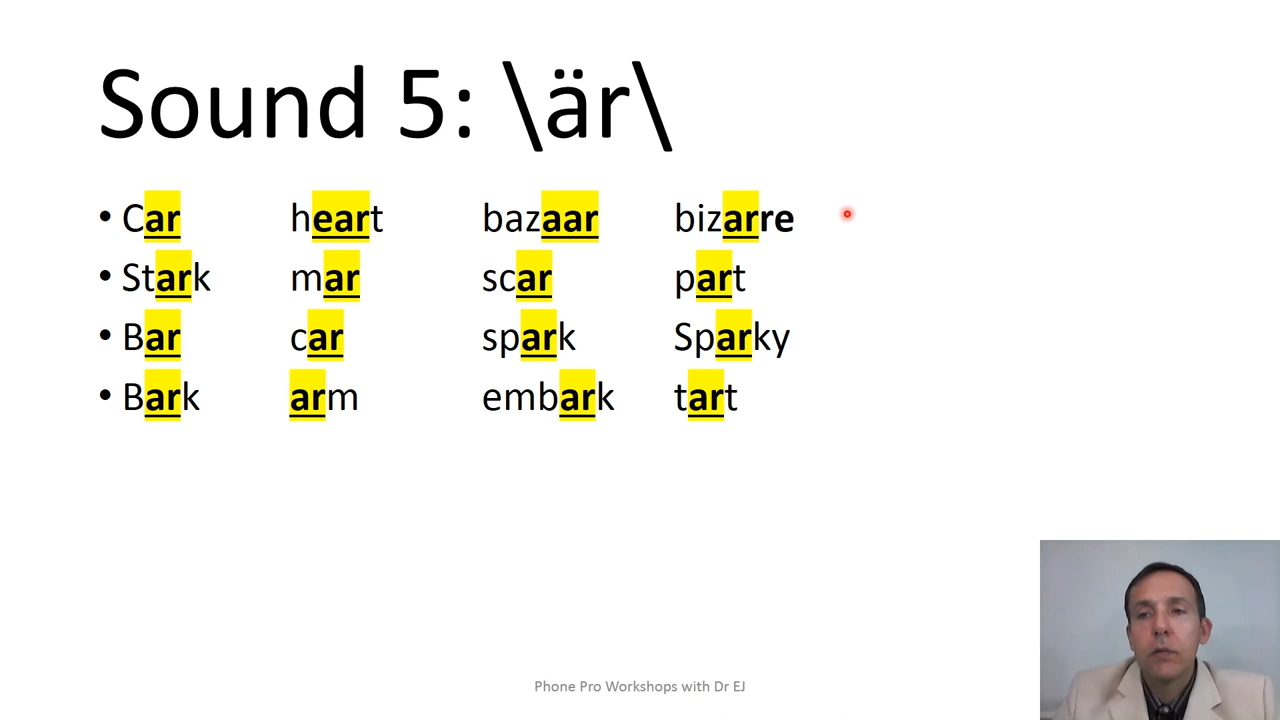 Sound 5: \är\
• Car heart bazaar bizarre
• Stark mar scar part
• Bar car spark Sparky
• Bark arm embark tart
Phone Pro Workshops with Dr EJ